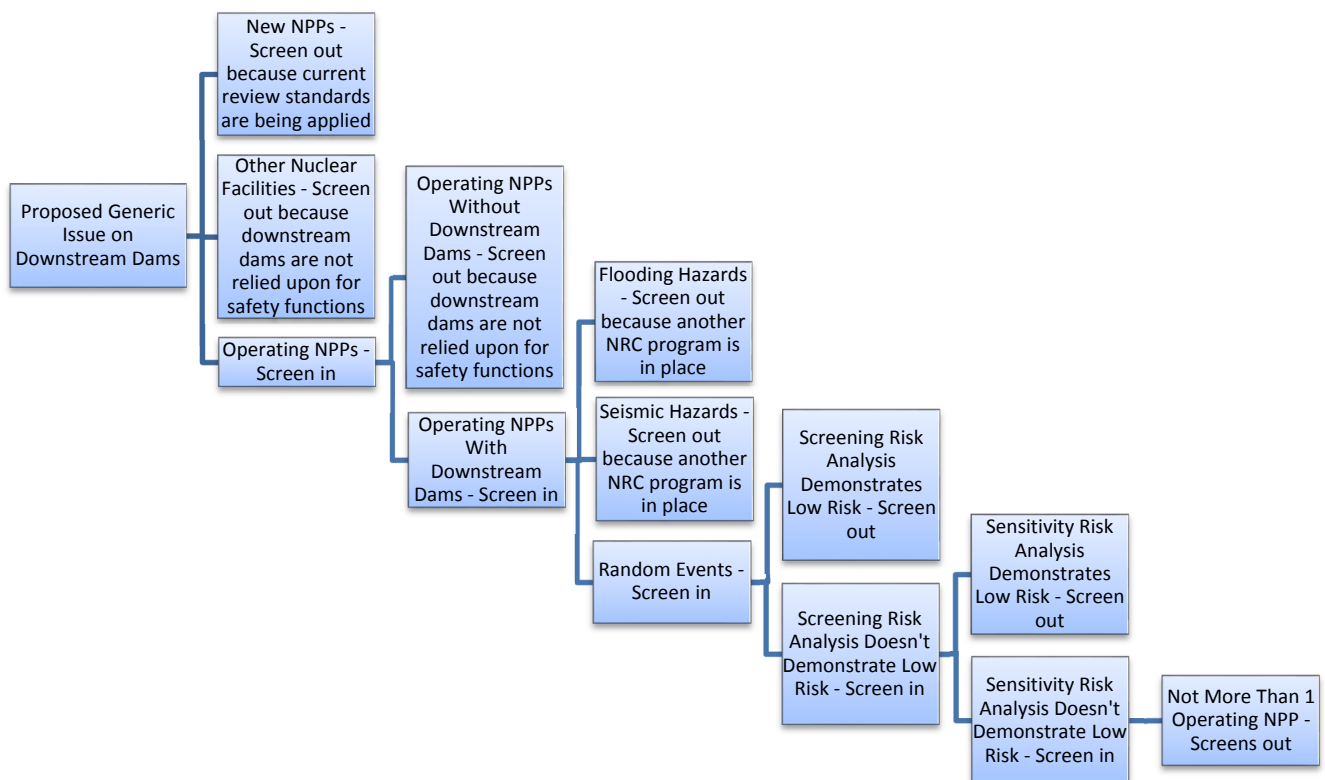 New NPPs -
Screen out
because current
review standards
are being applied
Proposed Generic
Issue on
Downstream Dams
Other Nuclear
Facilities - Screen
out because
downstream
dams are not
relied upon for
safety functions
Operating NPPs -
Screen in
Operating NPPs
Without
Downstream
Dams - Screen
out because
downstream
dams are not
relied upon for
safety functions
Operating NPPs
With
Downstream
Dams - Screen in
Flooding Hazards
- Screen out
because another
NRC program is
in place
Seismic Hazards -
Screen out
because another
NRC program is
in place
Random Events -
Screen in
Screening Risk
Analysis
Demonstrates
Low Risk - Screen
out
Screening Risk
Analysis Doesn't
Demonstrate Low
Risk - Screen in
Sensitivity Risk
Analysis
Demonstrates
Low Risk - Screen
out
Sensitivity Risk
Analysis Doesn't
Demonstrate Low
Risk - Screen in
Not More Than 1
Operating NPP -
Screens out